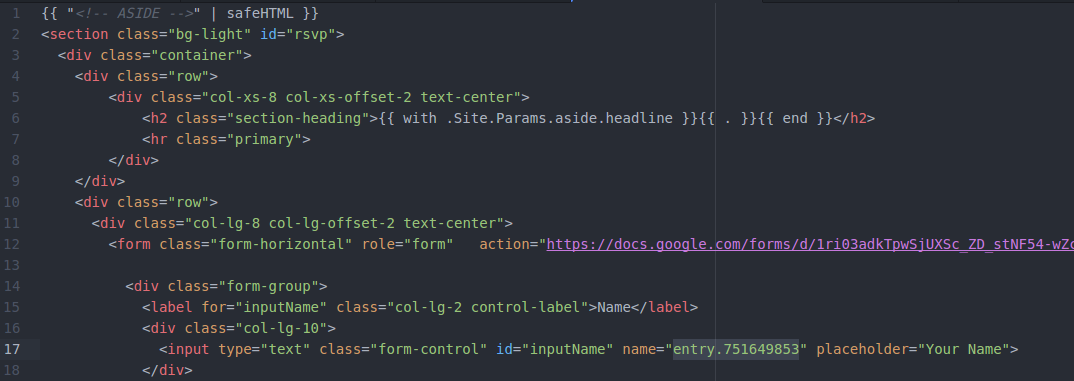 1 {{ "<!-- ASIDE -->" | safeHTML }}
2 <section class="bg-light" id="rsvp">
3 <div class="container">
4 <div class="row">
5 <div class="col-xs-8 col-xs-offset-2 text-center">
6 <h2 class="section-heading">{{ with .Site.Params.aside.headline }}{{ . }}{{ end }}</h2>
7 <hr class="primary">
8 </div>
9 </div>
10 <div class="row">
11 <div class="col-lg-8 col-lg-offset-2 text-center">
12 <form class="form-horizontal" role="form" action="https://docs.google.com/forms/d/1ri03adkTpwSjUXSc_ZD_stNF54-wZc
13
14 <div class="form-group">
15 <label for="inputName" class="col-lg-2 control-label">Name</label>
16 <div class="col-lg-10">
17 <input type="text" class="form-control" id="inputName" name="entry.751649853" placeholder="Your Name">
18 </div>